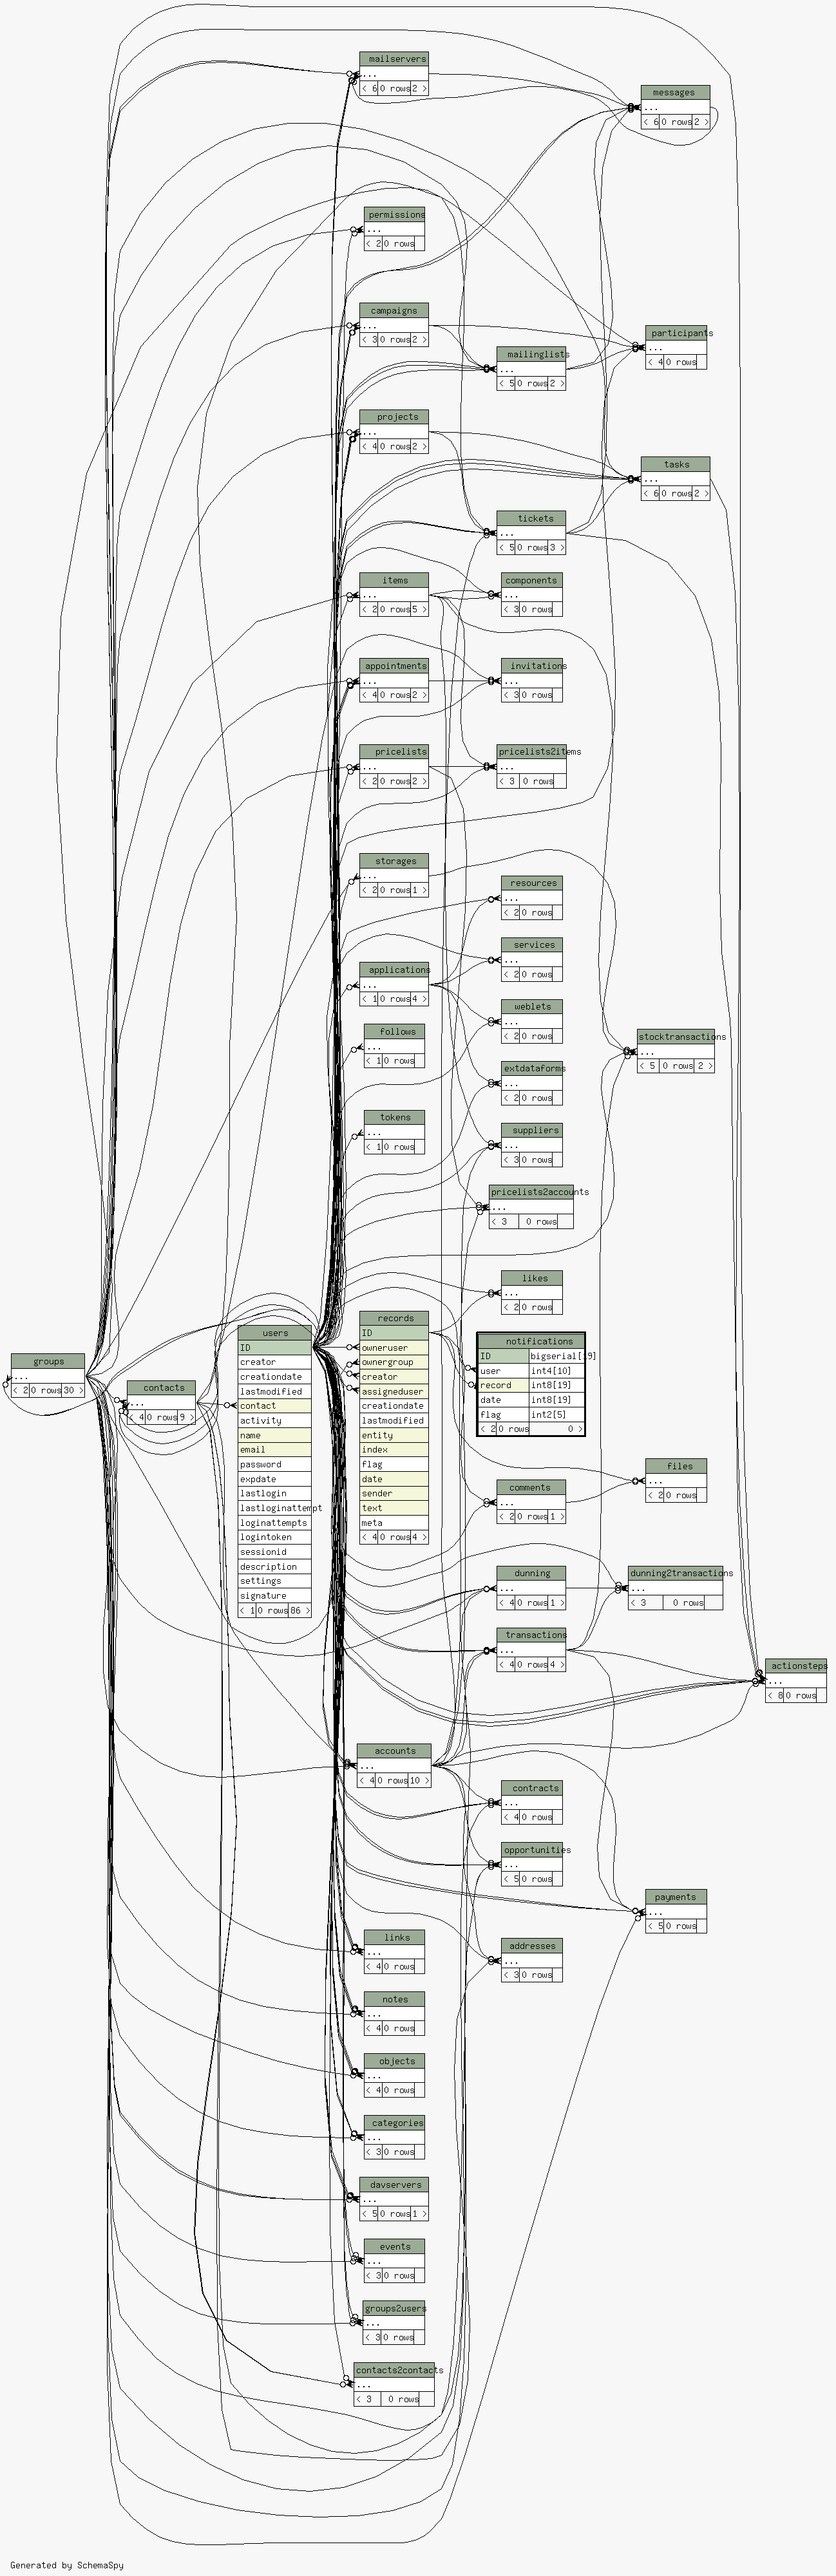 mailservers
...
< 6 0 rows 2 >
messages
...
< 6 0 rows 2 >
permissions
...
< 2 0 rows
campaigns
...
< 3 0 rows 2 >
participants
...
< 4 0 rows
mailinglists
...
< 5 0 rows 2 >
projects
...
< 4 0 rows 2 >
tasks
...
< 6 0 rows 2 >
tickets
...
< 5 0 rows 3 >
items
...
< 2 0 rows 5 >
components
...
< 3 0 rows
appointments
...
< 4 0 rows 2 >
invitations
...
< 3 0 rows
pricelists
...
< 2 0 rows 2 >
pricelists2items
...
< 3 0 rows
storages
...
< 2 0 rows 1 >
resources
...
< 2 0 rows
services
...
< 2 0 rows
applications
...
< 1 0 rows 4 >
weblets
...
< 2 0 rows
follows
...
< 1 0 rows
stocktransactions
...
< 5 0 rows 2 >
extdataforms
...
< 2 0 rows
tokens
...
< 1 0 rows
suppliers
...
< 3 0 rows
pricelists2accounts
...
< 3 0 rows
likes
...
< 2 0 rows
groups
...
< 2 0 rows 30 >
contacts
...
< 4 0 rows 9 >
users
ID
creator
creationdate
lastmodified
contact
activity
name
email
password
expdate
lastlogin
lastloginattempt
loginattempts
logintoken
sessionid
description
settings
signature
< 1 0 rows 86 >
records
ID
owneruser
ownergroup
creator
assigneduser
creationdate
lastmodified
entity
index
flag
date
sender
text
meta
< 4 0 rows 4 >
notifications
ID bigserial[19]
user int4[10]
record int8[19]
date int8[19]
flag int2[5]
< 2 0 rows 0 >
files
...
< 2 0 rows
comments
...
< 2 0 rows 1 >
dunning
...
< 4 0 rows 1 >
dunning2transactions
...
< 3 0 rows
transactions
...
< 4 0 rows 4 >
actionsteps
...
< 8 0 rows
accounts
...
< 4 0 rows 10 >
contracts
...
< 4 0 rows
opportunities
...
< 5 0 rows
payments
...
< 5 0 rows
links
...
< 4 0 rows
addresses
...
< 3 0 rows
notes
...
< 4 0 rows
objects
...
< 4 0 rows
categories
...
< 3 0 rows
davservers
...
< 5 0 rows 1 >
events
...
< 3 0 rows
groups2users
...
< 3 0 rows
contacts2contacts
...
< 3 0 rows
Generated by SchemaSpy